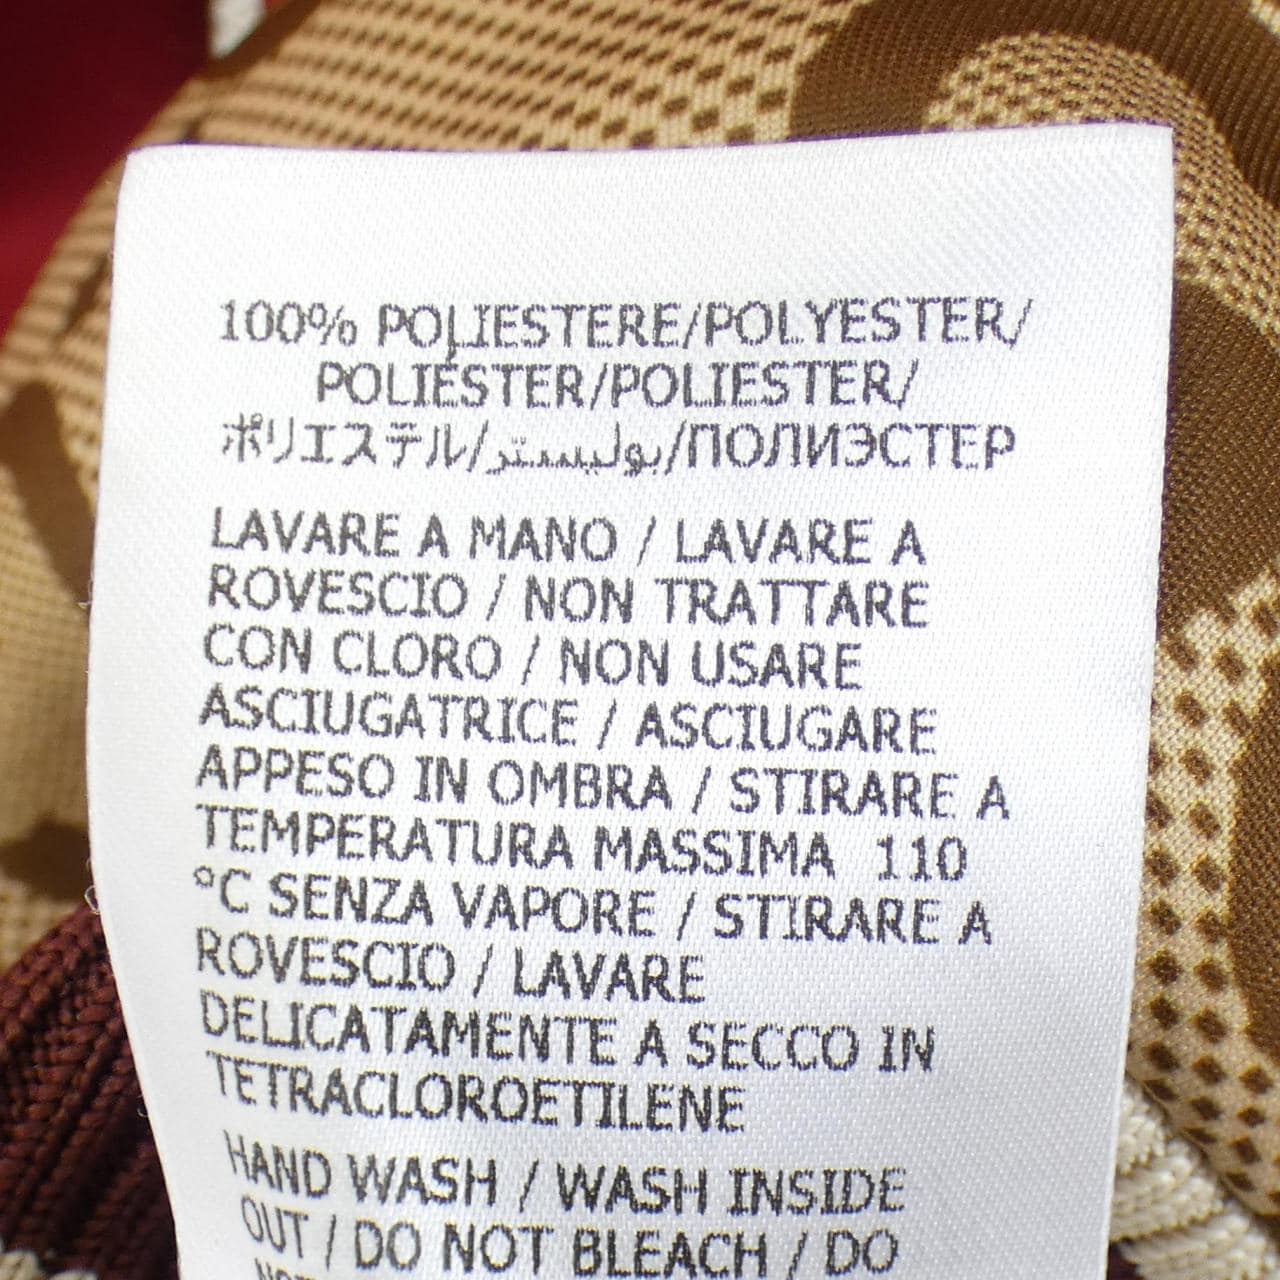 100% POLIESTERE/POLYESTER/
POLIÉSTER/POLIESTER/
ポリエステル/بوليستر/ПОЛИЭСТЕР
LAVARE A MANO / LAVARE A
ROVESCIO / NON TRATTARE
CON CLORO / NON USARE
ASCIUGATRICE / ASCIUGARE
APPESO IN OMBRA / STIRARE A
TEMPERATURA MASSIMA 110
°C SENZA VAPORE / STIRARE A
ROVESCIO / LAVARE
DELICATAMENTE A SECCO IN
TETRACLOROETILENE
HAND WASH / WASH INSIDE
OUT / DO NOT BLEACH / DO